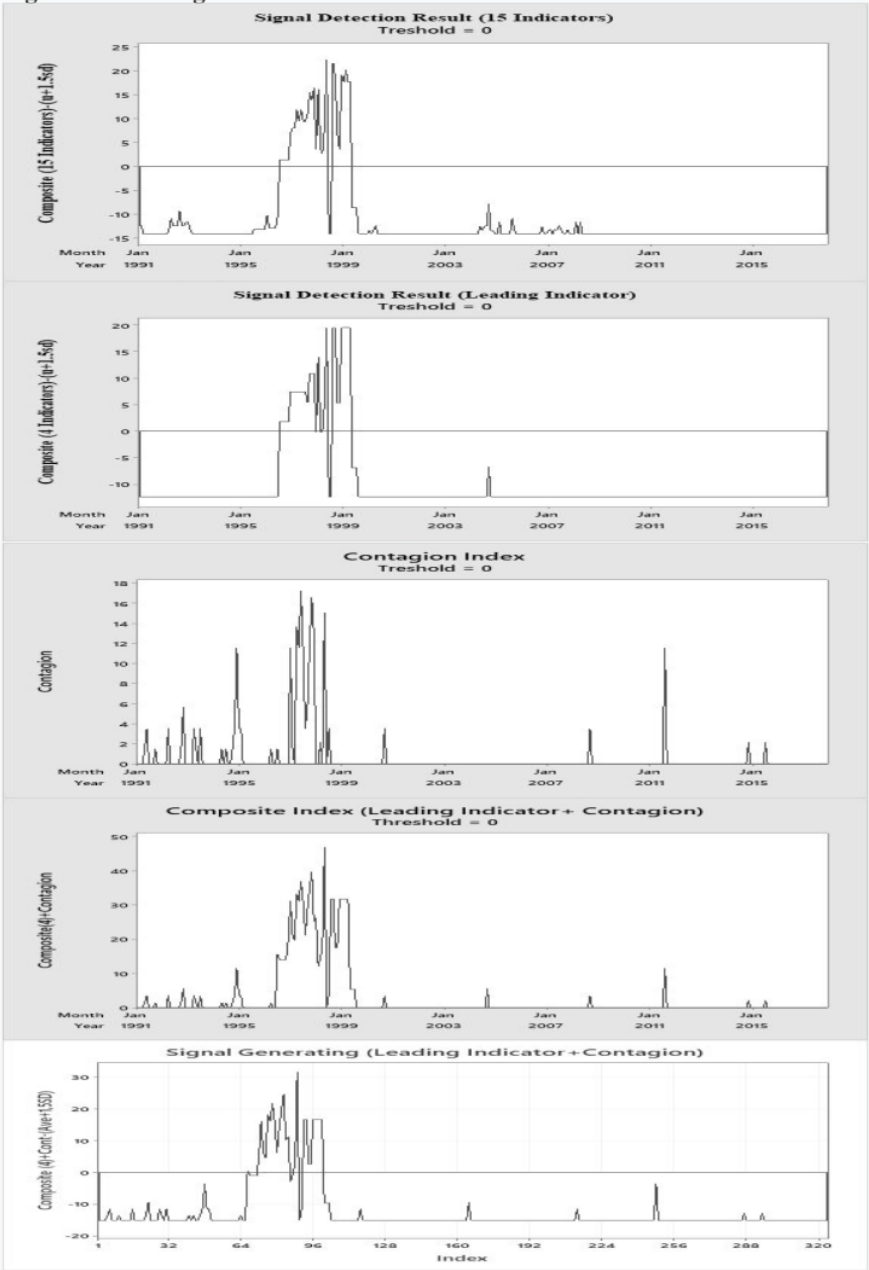 Signal Detection Result (15 Indicators)
Treshold = 0
Composite (15 Indicators)-(u+1.5sd)
25
20
15
10
5
0
-5
-10
-15
Month Jan Jan Jan Jan Jan Jan Jan
Year 1991 1995 1999 2003 2007 2011 2015
Signal Detection Result (Leading Indicator)
Treshold = 0
Composite (4 Indicators)-(u+1.5sd)
20
15
10
5
0
-5
-10
Month Jan Jan Jan Jan Jan Jan Jan
Year 1991 1995 1999 2003 2007 2011 2015
Contagion Index
Treshold = 0
Contagion
18
16
14
12
10
8
6
4
2
0
Month Jan Jan Jan Jan Jan Jan Jan
Year 1991 1995 1999 2003 2007 2011 2015
Composite Index (Leading Indicator+ Contagion)
Threshold = 0
Composite(4)+Contagion
50
40
30
20
10
0
Month Jan Jan Jan Jan Jan Jan Jan
Year 1991 1995 1999 2003 2007 2011 2015
Signal Generating (Leading Indicator+Contagion)
Composite (4)+Cont-(Ave+1,5SD)
30
20
10
0
-10
-20
1 32 64 96 128 160 192 224 256 288 320
Index